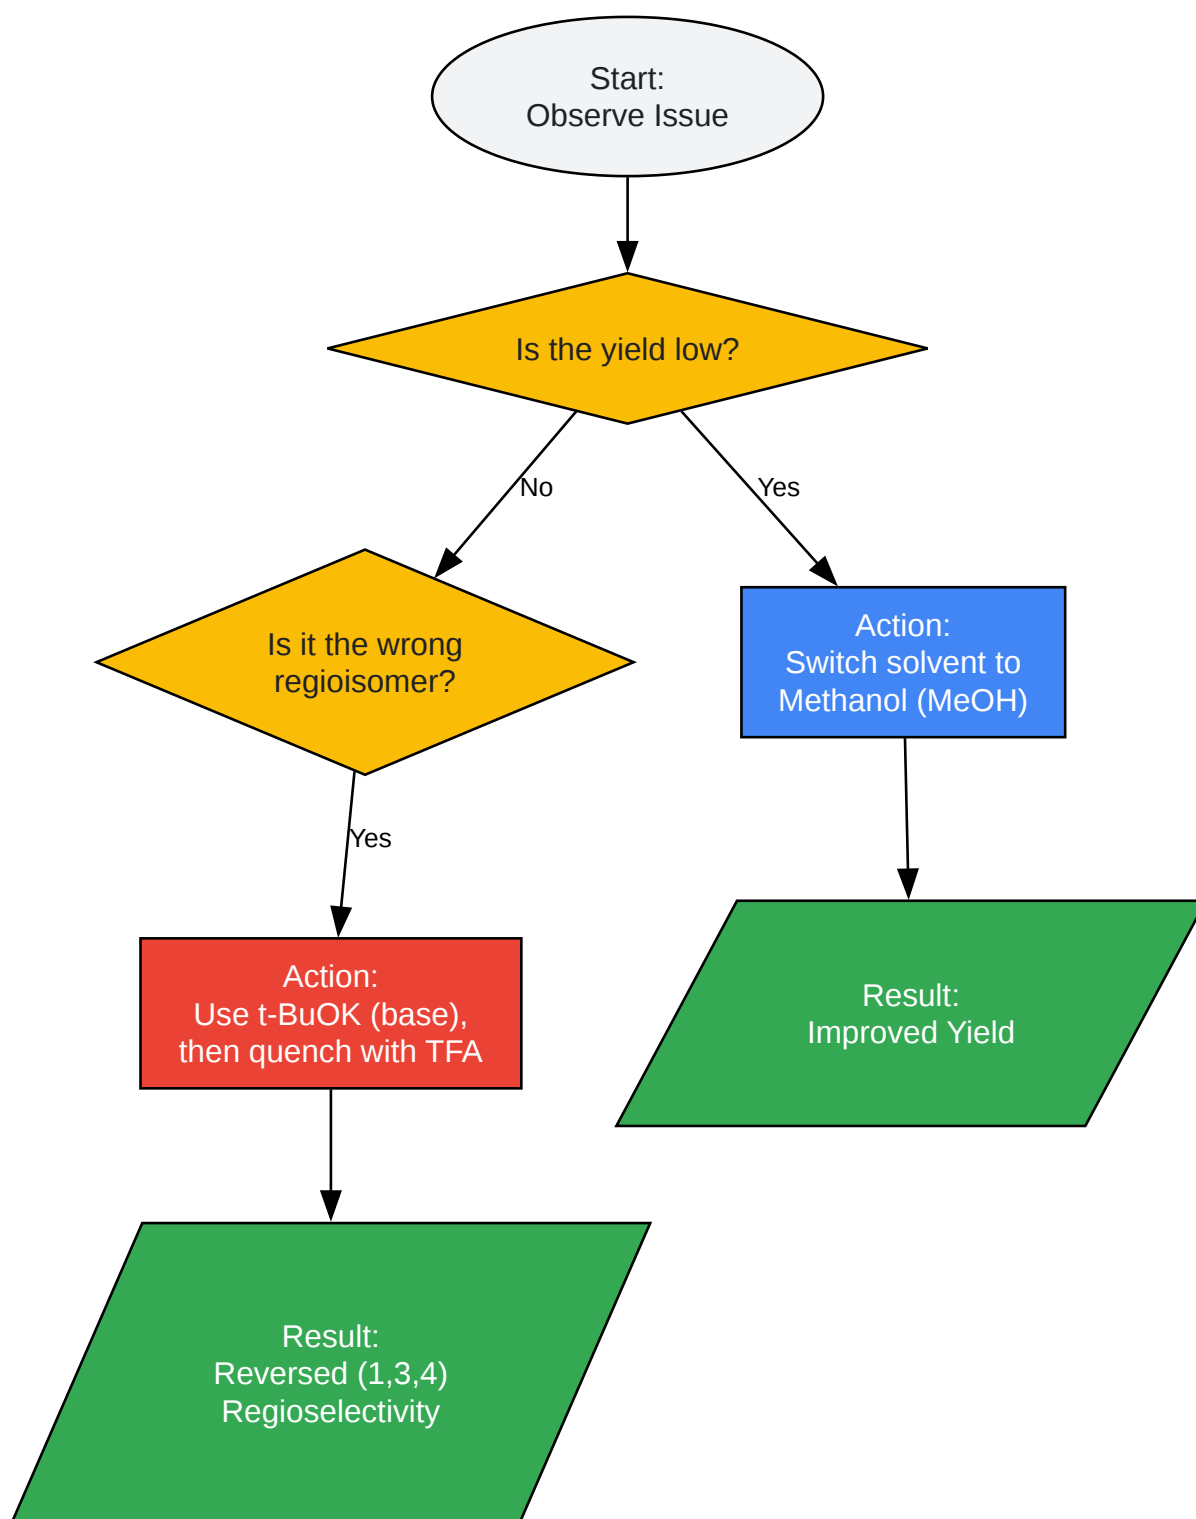 Start:
Observe Issue
Is the yield low?
No
Yes
Is it the wrong
regioisomer?
Action:
Switch solvent to
Methanol (MeOH)
Yes
Action:
Use t-BuOK (base),
then quench with TFA
Result:
Improved Yield
Result:
Reversed (1,3,4)
Regioselectivity